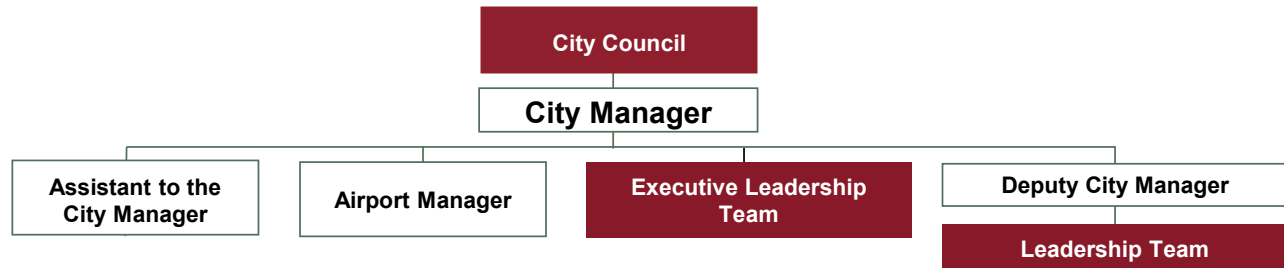 City Council
City Manager
Assistant to the
City Manager
Airport Manager
Executive Leadership
Team
Deputy City Manager
Leadership Team